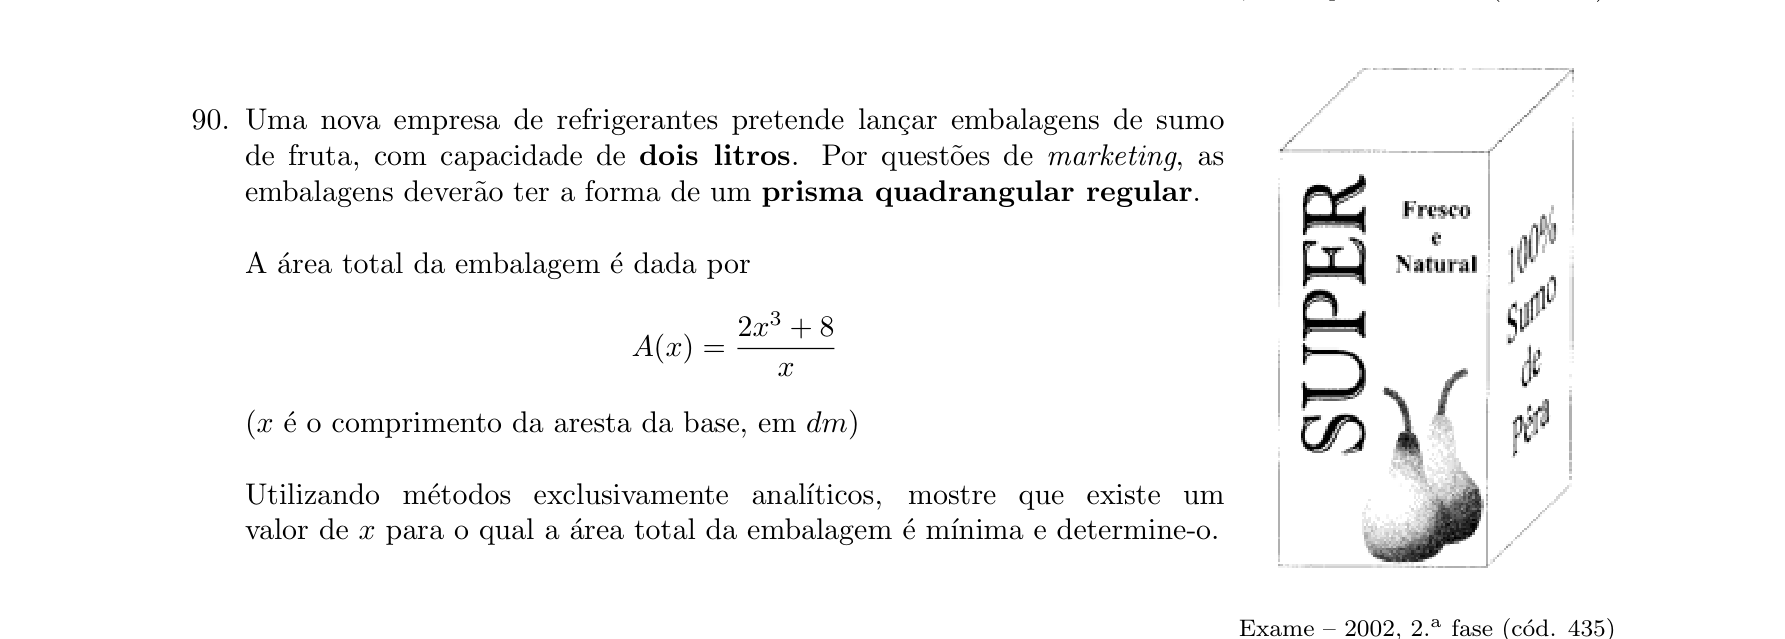 90. Uma nova empresa de refrigerantes pretende lançar embalagens de sumo
de fruta, com capacidade de dois litros. Por questões de marketing, as
embalagens deverão ter a forma de um prisma quadrangular regular.
A área total da embalagem é dada por
A(x) = \frac{2x^3 + 8}{x}
(x é o comprimento da aresta da base, em dm)
Utilizando métodos exclusivamente analíticos, mostre que existe um
valor de x para o qual a área total da embalagem é mínima e determine-o.
SUPER
Fresco
e
Natural
100%
Sumo
de
Pêra
Exame – 2002, 2.ª fase (cód. 435)